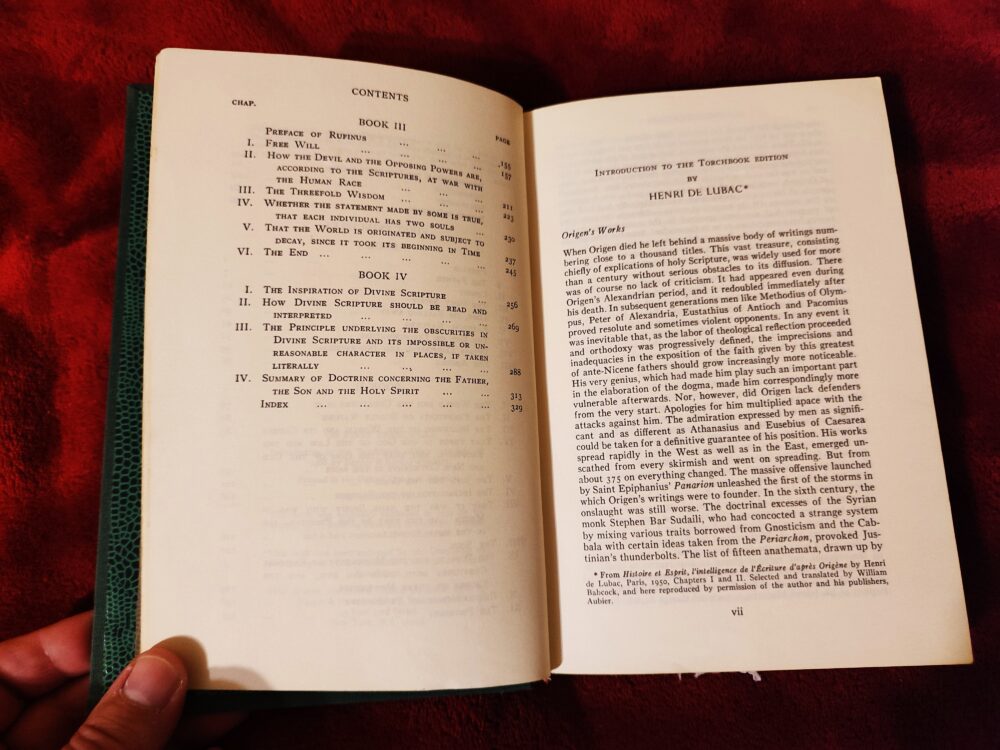 CONTENTS
CHAP.
PAGE
BOOK III
Preface of Rufinus ... ... ... 155
I. Free Will ... ... ... 157
II. How the Devil and the Opposing Powers are,
according to the Scriptures, at war with
the Human Race ... ... ... 211
III. The Threefold Wisdom ... ... ... 223
IV. Whether the statement made by some is true,
that each individual has two souls ... 230
V. That the World is originated and subject to
decay, since it took its beginning in Time 237
VI. The End ... ... ... ... ... 245
BOOK IV
I. The Inspiration of Divine Scripture ... 256
II. How Divine Scripture should be read and
interpreted ... ... ... ... 269
III. The Principle underlying the obscurities in
Divine Scripture and its impossible or un-
reasonable character in places, if taken
literally ... ... ... ... 288
IV. Summary of Doctrine concerning the Father,
the Son and the Holy Spirit ... ... 313
Index ... ... ... ... ... 329
Introduction to the Torchbook edition
BY
HENRI DE LUBAC*
Origen's Works
When Origen died he left behind a massive body of writings num-
bering close to a thousand titles. This vast treasure, consisting
chiefly of explications of holy Scripture, was widely used for more
than a century without serious obstacles to its diffusion. There
was of course no lack of criticism. It had appeared even during
Origen's Alexandrian period, and it redoubled immediately after
his death. In subsequent generations men like Methodius of Olym-
pus, Peter of Alexandria, Eustathius of Antioch and Pacomius
proved resolute and sometimes violent opponents. In any event it
was inevitable that, as the labor of theological reflection proceeded
and orthodoxy was progressively defined, the imprecisions and
inadequacies in the exposition of the faith given by this greatest
of ante-Nicene fathers should grow increasingly more noticeable.
His very genius, which had made him play such an important part
in the elaboration of the dogma, made him correspondingly more
vulnerable afterwards. Nor, however, did Origen lack defenders
from the very start. Apologies for him multiplied apace with the
attacks against him. The admiration expressed by men as signifi-
cant and as different as Athanasius and Eusebius of Caesarea
could be taken for a definitive guarantee of his position. His works
spread rapidly in the West as well as in the East, emerged un-
scathed from every skirmish and went on spreading. But from
about 375 on everything changed. The massive offensive launched
by Saint Epiphanius' Panarion unleashed the first of the storms in
which Origen's writings were to founder. In the sixth century, the
onslaught was still worse. The doctrinal excesses of the Syrian
monk Stephen Bar Sudaili, who had concocted a strange system
by mixing various traits borrowed from Gnosticism and the Cab-
bala with certain ideas taken from the Periarchon, provoked Jus-
tinian's thunderbolts. The list of fifteen anathemata, drawn up by
* From Histoire et Esprit, l'intelligence de l'Écriture d'après Origène by Henri
de Lubac, Paris, 1950, Chapters I and II. Selected and translated by William
Babcock, and here reproduced by permission of the author and his publishers,
Aubier.
vii